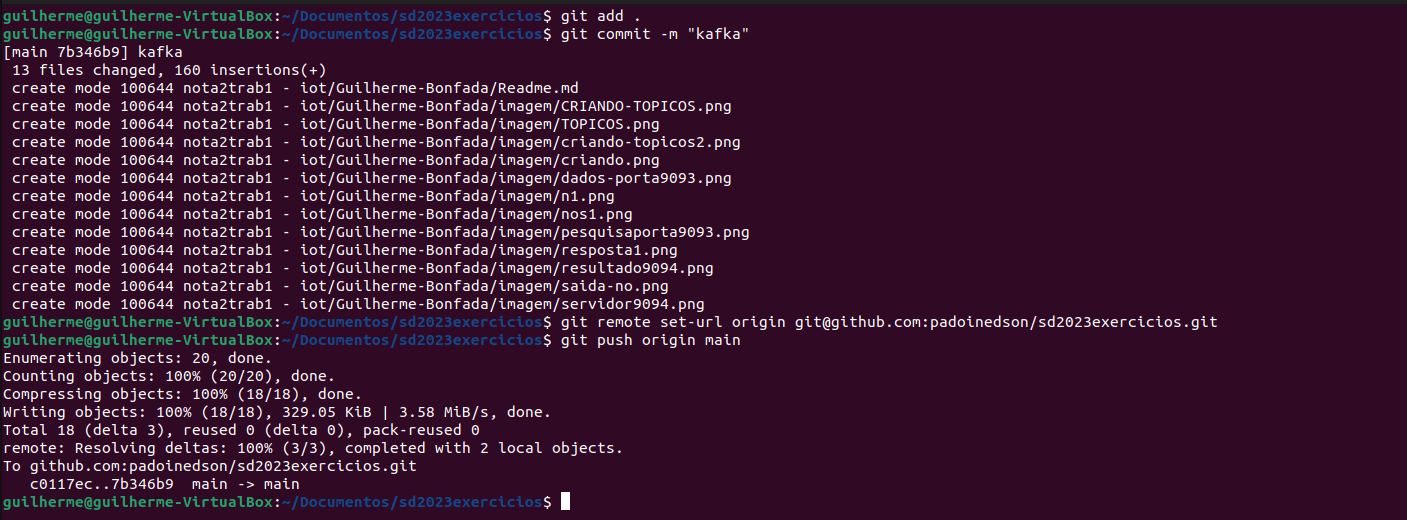 guilherme@guilherme-VirtualBox:~/Documentos/sd2023exercicios$ git add .
guilherme@guilherme-VirtualBox:~/Documentos/sd2023exercicios$ git commit -m "kafka"
[main 7b346b9] kafka
 13 files changed, 160 insertions(+)
 create mode 100644 nota2trab1 - iot/Guilherme-Bonfada/Readme.md
 create mode 100644 nota2trab1 - iot/Guilherme-Bonfada/imagem/CRIANDO-TOPICOS.png
 create mode 100644 nota2trab1 - iot/Guilherme-Bonfada/imagem/TOPICOS.png
 create mode 100644 nota2trab1 - iot/Guilherme-Bonfada/imagem/criando-topicos2.png
 create mode 100644 nota2trab1 - iot/Guilherme-Bonfada/imagem/criando.png
 create mode 100644 nota2trab1 - iot/Guilherme-Bonfada/imagem/dados-porta9093.png
 create mode 100644 nota2trab1 - iot/Guilherme-Bonfada/imagem/n1.png
 create mode 100644 nota2trab1 - iot/Guilherme-Bonfada/imagem/nos1.png
 create mode 100644 nota2trab1 - iot/Guilherme-Bonfada/imagem/pesquisaporta9093.png
 create mode 100644 nota2trab1 - iot/Guilherme-Bonfada/imagem/resposta1.png
 create mode 100644 nota2trab1 - iot/Guilherme-Bonfada/imagem/resultado9094.png
 create mode 100644 nota2trab1 - iot/Guilherme-Bonfada/imagem/saida-no.png
 create mode 100644 nota2trab1 - iot/Guilherme-Bonfada/imagem/servidor9094.png
guilherme@guilherme-VirtualBox:~/Documentos/sd2023exercicios$ git remote set-url origin git@github.com:padoinedson/sd2023exercicios.git
guilherme@guilherme-VirtualBox:~/Documentos/sd2023exercicios$ git push origin main
Enumerating objects: 20, done.
Counting objects: 100% (20/20), done.
Compressing objects: 100% (18/18), done.
Writing objects: 100% (18/18), 329.05 KiB | 3.58 MiB/s, done.
Total 18 (delta 3), reused 0 (delta 0), pack-reused 0
remote: Resolving deltas: 100% (3/3), completed with 2 local objects.
To github.com:padoinedson/sd2023exercicios.git
   c0117ec..7b346b9  main -> main
guilherme@guilherme-VirtualBox:~/Documentos/sd2023exercicios$